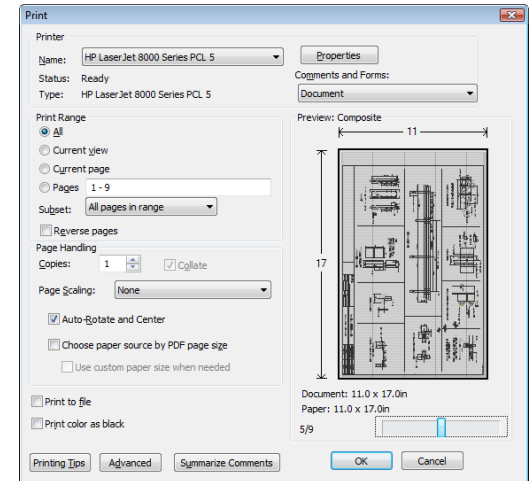 Print
Printer
Name: HP LaserJet 8000 Series PCL 5
Properties
Status: Ready
Comments and Forms:
Type: HP LaserJet 8000 Series PCL 5
Document
Print Range
All
Current view
Current page
Pages 1 - 9
Subset: All pages in range
Reverse pages
Page Handling
Copies: 1 Collate
Page Scaling: None
Auto-Rotate and Center
Choose paper source by PDF page size
Use custom paper size when needed
Print to file
Print color as black
Preview: Composite
11
17
Document: 11.0 x 17.0in
Paper: 11.0 x 17.0in
5/9
Printing Tips Advanced Summarize Comments OK Cancel